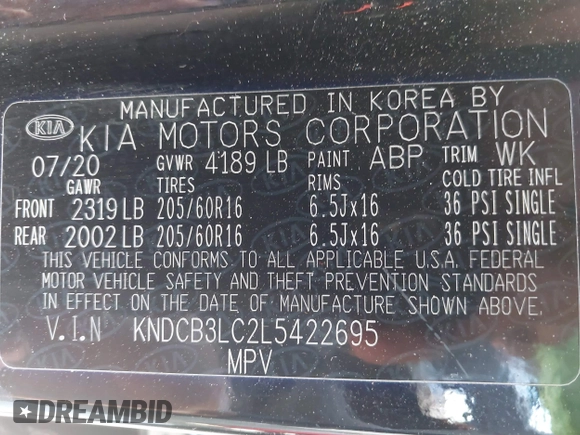 MANUFACTURED IN KOREA BY
KIA KIA MOTORS CORPORATION
07/20 GVWR 4189 LB PAINT ABP TRIM WK
GAWR TIRES RIMS COLD TIRE INFL
FRONT 2319 LB 205/60R16 6.5Jx16 36 PSI SINGLE
REAR 2002 LB 205/60R16 6.5Jx16 36 PSI SINGLE
THIS VEHICLE CONFORMS TO ALL APPLICABLE U.S.A. FEDERAL
MOTOR VEHICLE SAFETY AND THEFT PREVENTION STANDARDS
IN EFFECT ON THE DATE OF MANUFACTURE SHOWN ABOVE.
V.I.N KNDCB3LC2L5422695
MPV
DREAMBID